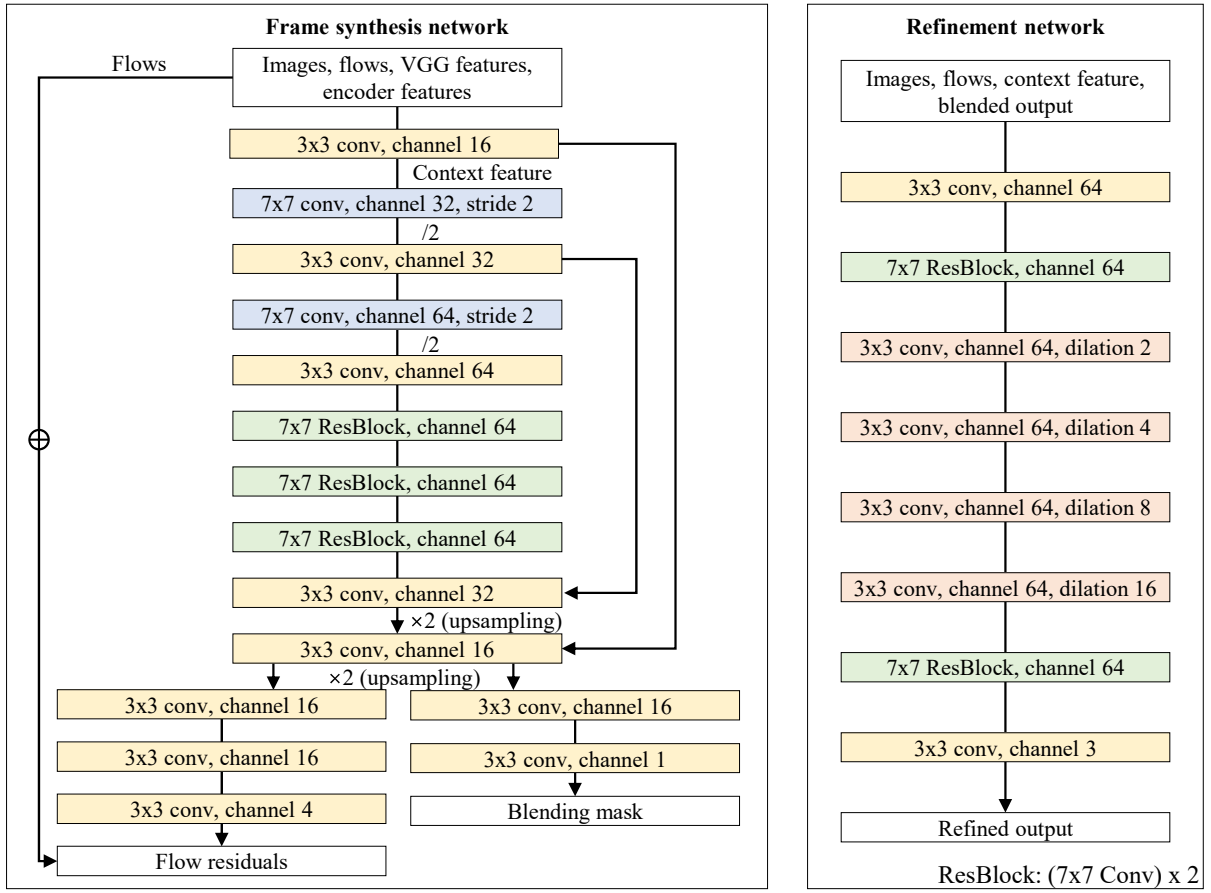 Frame synthesis network
Flows
Images, flows, VGG features,
encoder features
3x3 conv, channel 16
Context feature
7x7 conv, channel 32, stride 2
/2
3x3 conv, channel 32
7x7 conv, channel 64, stride 2
/2
3x3 conv, channel 64
7x7 ResBlock, channel 64
7x7 ResBlock, channel 64
7x7 ResBlock, channel 64
3x3 conv, channel 32
×2 (upsampling)
3x3 conv, channel 16
×2 (upsampling)
3x3 conv, channel 16
3x3 conv, channel 16
3x3 conv, channel 4
Flow residuals
3x3 conv, channel 16
3x3 conv, channel 1
Blending mask
Refinement network
Images, flows, context feature,
blended output
3x3 conv, channel 64
7x7 ResBlock, channel 64
3x3 conv, channel 64, dilation 2
3x3 conv, channel 64, dilation 4
3x3 conv, channel 64, dilation 8
3x3 conv, channel 64, dilation 16
7x7 ResBlock, channel 64
3x3 conv, channel 3
Refined output
ResBlock: (7x7 Conv) x 2